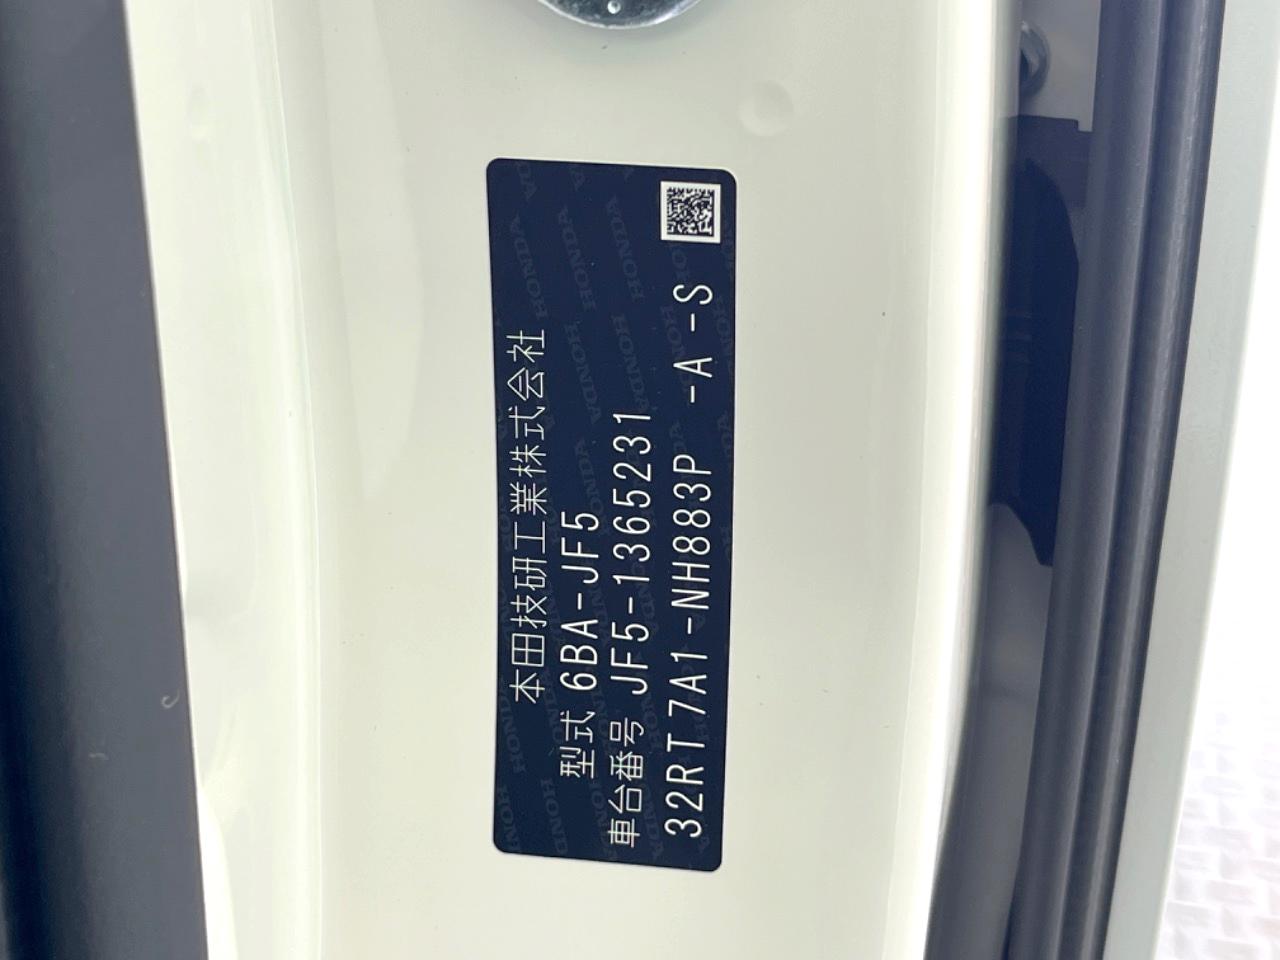 本田技研工業株式会社
型式 6BA-JF5
車台番号 JF5-1365231
32RT7A1-NH883P -A -S